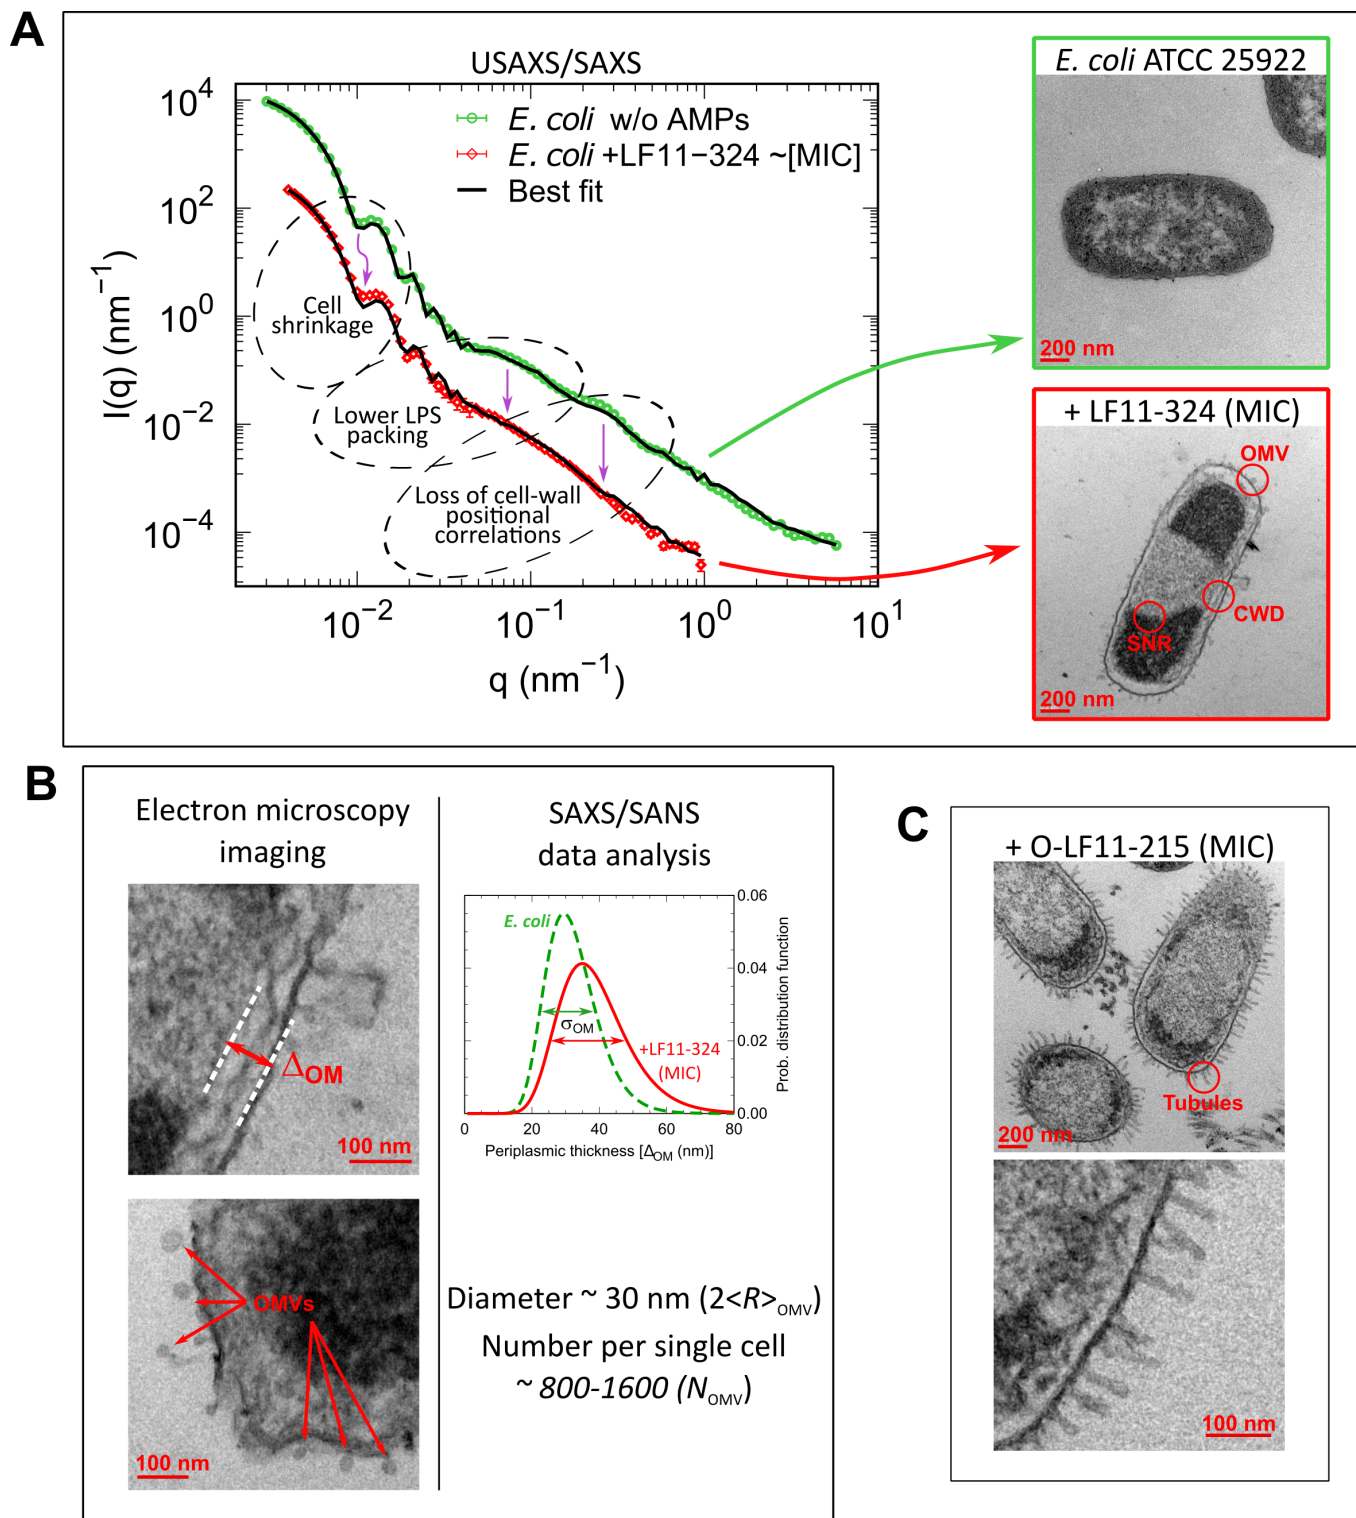 A
USAXS/SAXS
E. coli w/o AMPs
E. coli +LF11−324 ~[MIC]
Best fit
I(q) (nm⁻¹)
10⁴
10²
10⁰
10⁻²
10⁻⁴
Cell
shrinkage
Lower LPS
packing
Loss of cell-wall
positional
correlations
10⁻²
10⁻¹
10⁰
10¹
q (nm⁻¹)
E. coli ATCC 25922
200 nm
+ LF11-324 (MIC)
OMV
CWD
SNR
200 nm
B
Electron microscopy
imaging
Δ_OM
100 nm
OMVs
100 nm
SAXS/SANS
data analysis
E. coli
σ_OM
+LF11-324
(MIC)
0.06
0.04
0.02
0.00
Prob. distribution function
0
20
40
60
80
Periplasmic thickness [Δ_OM (nm)]
Diameter ~ 30 nm (2<R>_OMV)
Number per single cell
~ 800-1600 (N_OMV)
C
+ O-LF11-215 (MIC)
Tubules
200 nm
100 nm